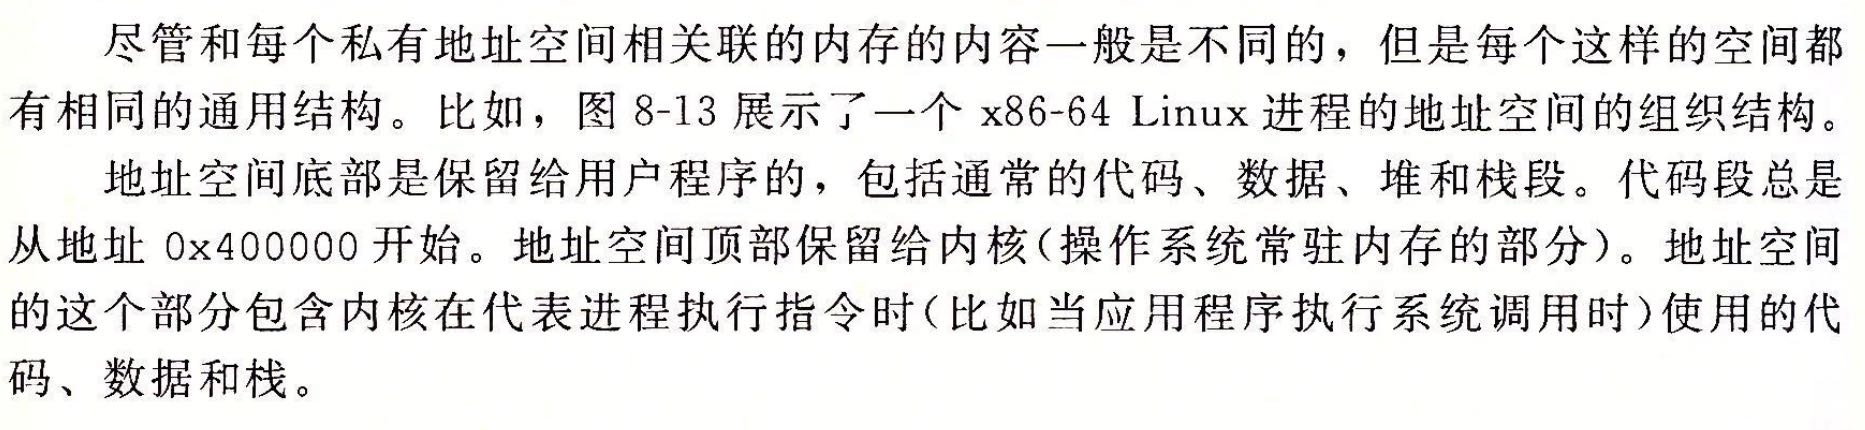 尽管和每个私有地址空间相关联的内存的内容一般是不同的，但是每个这样的空间都
有相同的通用结构。比如，图 8-13 展示了一个 x86-64 Linux 进程的地址空间的组织结构。
地址空间底部是保留给用户程序的，包括通常的代码、数据、堆和栈段。代码段总是
从地址 0x400000 开始。地址空间顶部保留给内核(操作系统常驻内存的部分)。地址空间
的这个部分包含内核在代表进程执行指令时(比如当应用程序执行系统调用时)使用的代
码、数据和栈。